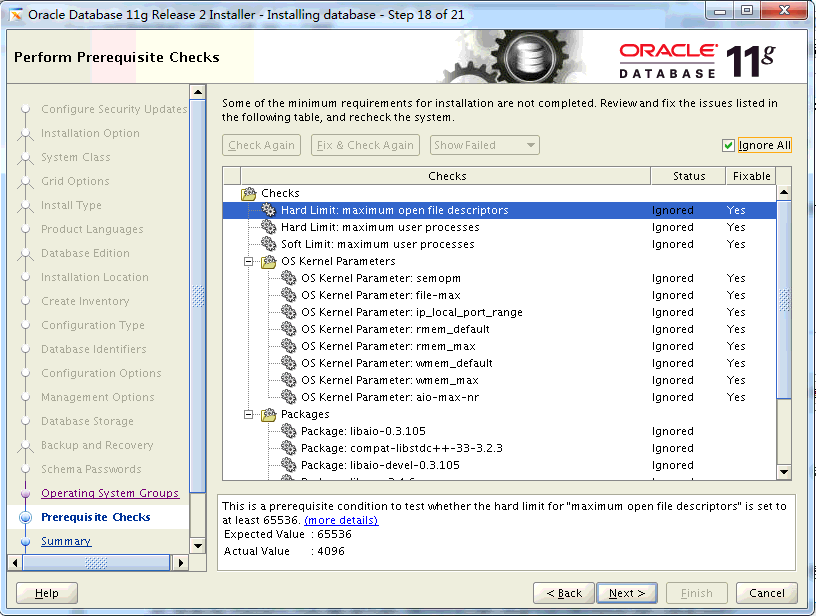 Oracle Database 11g Release 2 Installer - Installing database - Step 18 of 21
Perform Prerequisite Checks
ORACLE
DATABASE
11g
Configure Security Updates
Installation Option
System Class
Grid Options
Install Type
Product Languages
Database Edition
Installation Location
Create Inventory
Configuration Type
Database Identifiers
Configuration Options
Management Options
Database Storage
Backup and Recovery
Schema Passwords
Operating System Groups
Prerequisite Checks
Summary
Some of the minimum requirements for installation are not completed. Review and fix the issues listed in
the following table, and recheck the system.
Check Again Fix & Check Again Show Failed Ignore All
Checks Status Fixable
Checks
Hard Limit: maximum open file descriptors Ignored Yes
Hard Limit: maximum user processes Ignored Yes
Soft Limit: maximum user processes Ignored Yes
OS Kernel Parameters
OS Kernel Parameter: semopm Ignored Yes
OS Kernel Parameter: file-max Ignored Yes
OS Kernel Parameter: ip_local_port_range Ignored Yes
OS Kernel Parameter: rmem_default Ignored Yes
OS Kernel Parameter: rmem_max Ignored Yes
OS Kernel Parameter: wmem_default Ignored Yes
OS Kernel Parameter: wmem_max Ignored Yes
OS Kernel Parameter: aio-max-nr Ignored Yes
Packages
Package: libaio-0.3.105 Ignored
Package: compat-libstdc++-33-3.2.3 Ignored
Package: libaio-devel-0.3.105 Ignored
This is a prerequisite condition to test whether the hard limit for "maximum open file descriptors" is set to
at least 65536. (more details)
Expected Value : 65536
Actual Value : 4096
Help < Back Next > Finish Cancel